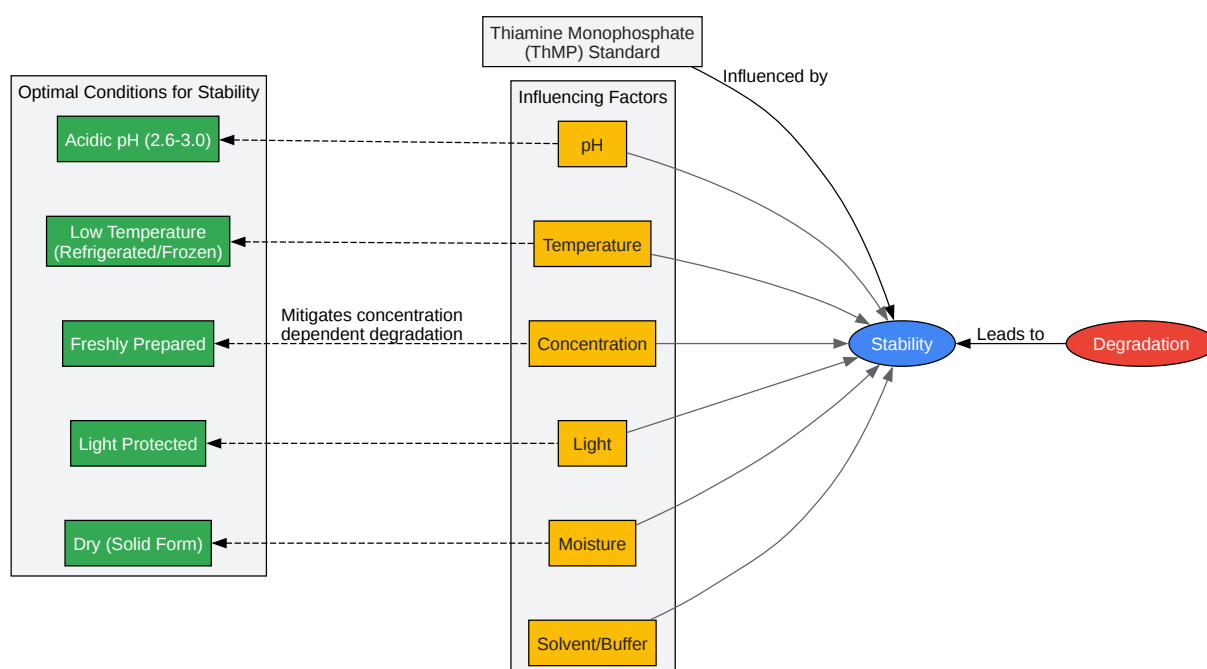 Thiamine Monophosphate
(ThMP) Standard
Influenced by
Optimal Conditions for Stability
Influencing Factors
Acidic pH (2.6-3.0)
pH
Low Temperature
(Refrigerated/Frozen)
Temperature
Mitigates concentration
dependent degradation
Freshly Prepared
Concentration
Stability
Leads to
Degradation
Light Protected
Light
Dry (Solid Form)
Moisture
Solvent/Buffer